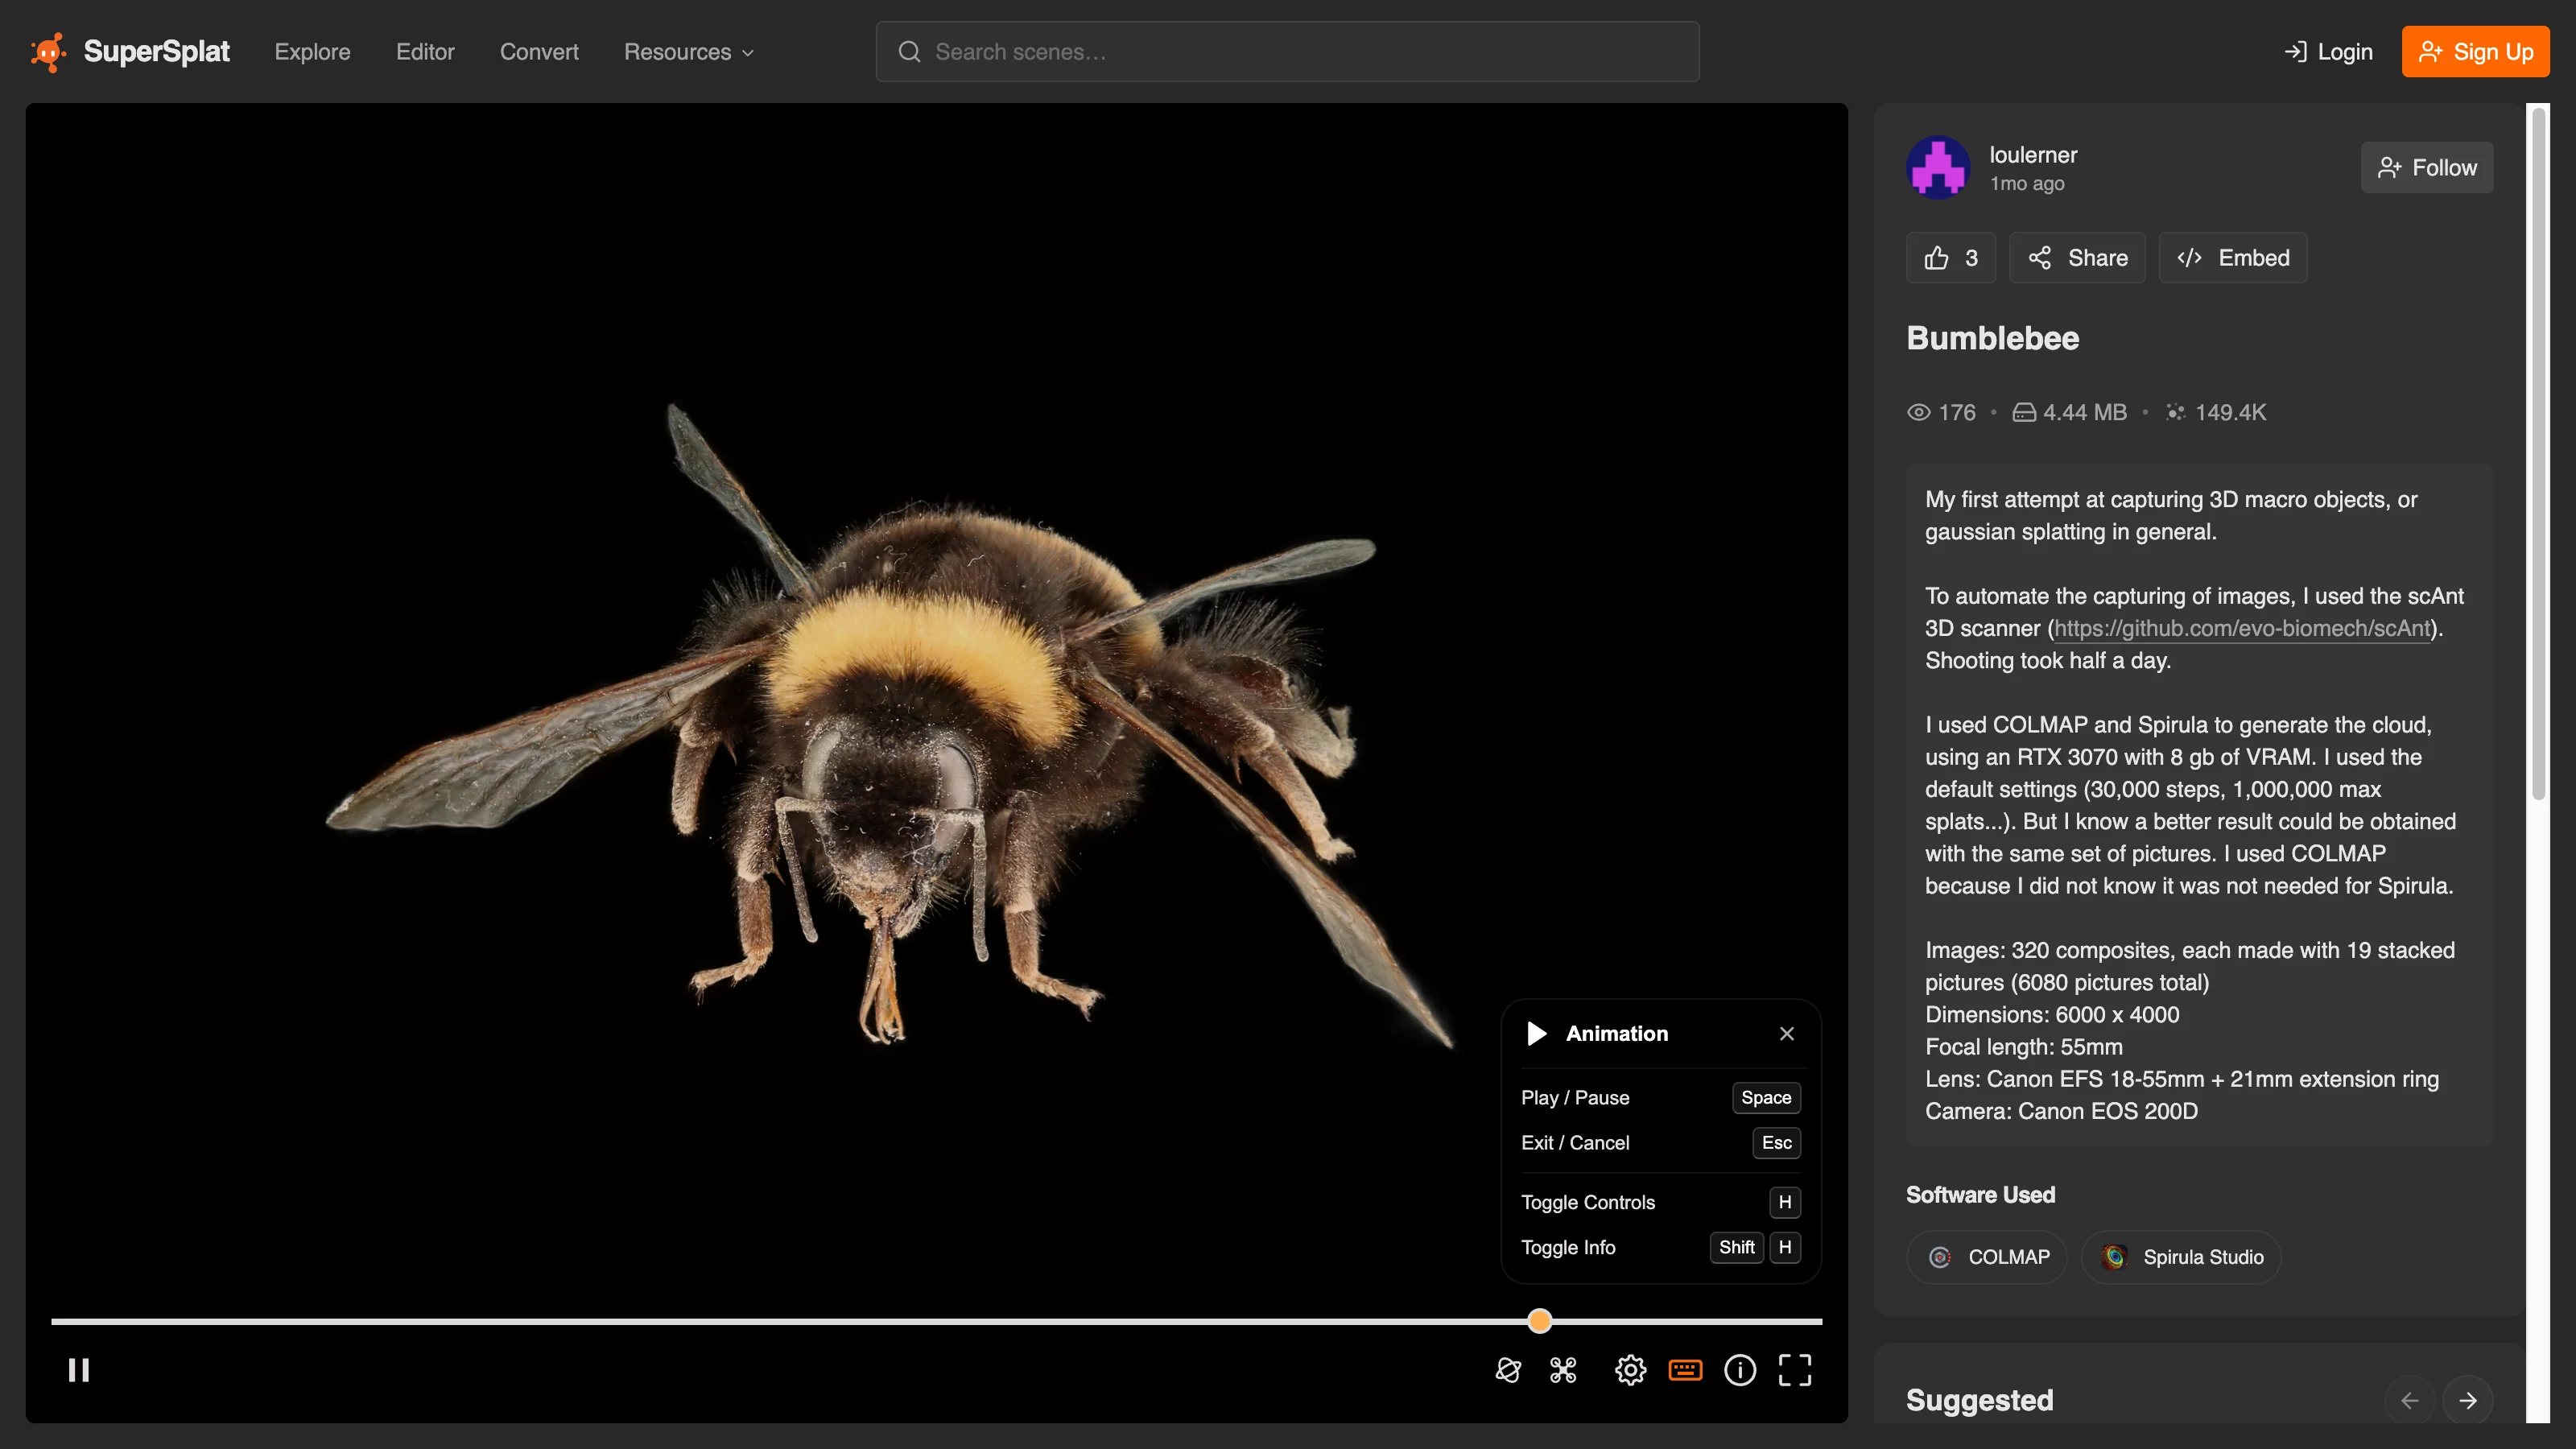 SuperSplat
Explore
Editor
Convert
Resources
Search scenes...
Login
Sign Up
loulerner
1mo ago
Follow
3
Share
Embed
Bumblebee
176 • 4.44 MB • 149.4K
My first attempt at capturing 3D macro objects, or
gaussian splatting in general.
To automate the capturing of images, I used the scAnt
3D scanner (https://github.com/evo-biomech/scAnt).
Shooting took half a day.
I used COLMAP and Spirula to generate the cloud,
using an RTX 3070 with 8 gb of VRAM. I used the
default settings (30,000 steps, 1,000,000 max
splats...). But I know a better result could be obtained
with the same set of pictures. I used COLMAP
because I did not know it was not needed for Spirula.
Images: 320 composites, each made with 19 stacked
pictures (6080 pictures total)
Dimensions: 6000 x 4000
Focal length: 55mm
Lens: Canon EFS 18-55mm + 21mm extension ring
Camera: Canon EOS 200D
Software Used
COLMAP
Spirula Studio
Suggested
Animation
Play / Pause Space
Exit / Cancel Esc
Toggle Controls H
Toggle Info Shift H